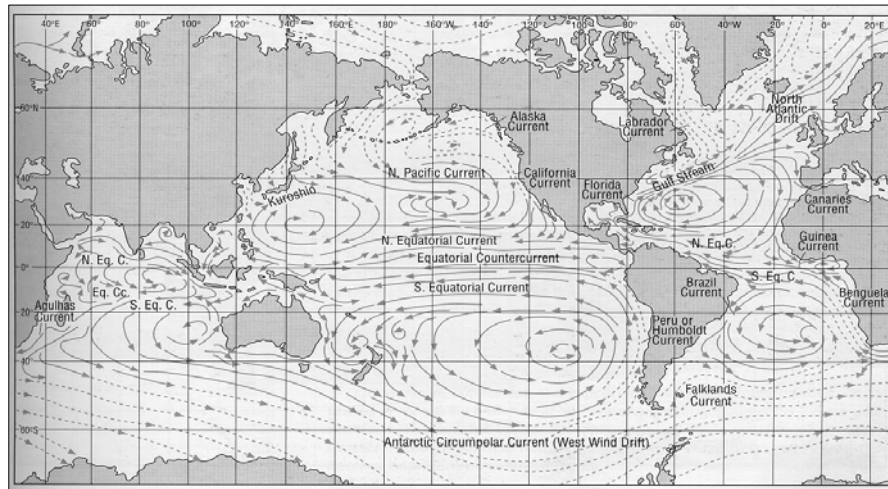 40°E 60° 80° 100° 120° 140° 160° 180° 160° 140° 120° 100° 80° 60° 40° W 20° 0° 20°E
60°N
Alaska
Current
Labrador
Current
North
Atlantic
Drift
40
N. Pacific Current
California
Current
Florida
Current
Gulf Stream
Kuroshio
Canaries
Current
20
N. Equatorial Current
N. Eq. C.
Guinea
Current
N. Eq. C.
Equatorial Countercurrent
0°
S. Eq. C.
Eq. Cc.
S. Equatorial Current
Brazil
Current
Benguela
Current
Agulhas
Current
S. Eq. C.
20
Peru or
Humboldt
Current
40
Falklands
Current
60°S
Antarctic Circumpolar Current (West Wind Drift)